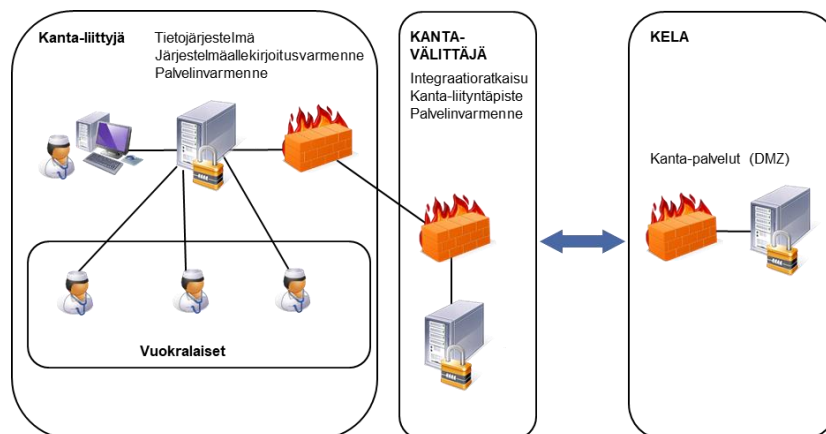 Kanta-liittyjä
Tietojärjestelmä
Järjestelmäallekirjoitusvarmenne
Palvelinvarmenne
Vuokralaiset
KANTA-
VÄLITTÄJÄ
Integraatioratkaisu
Kanta-liityntäpiste
Palvelinvarmenne
KELA
Kanta-palvelut (DMZ)